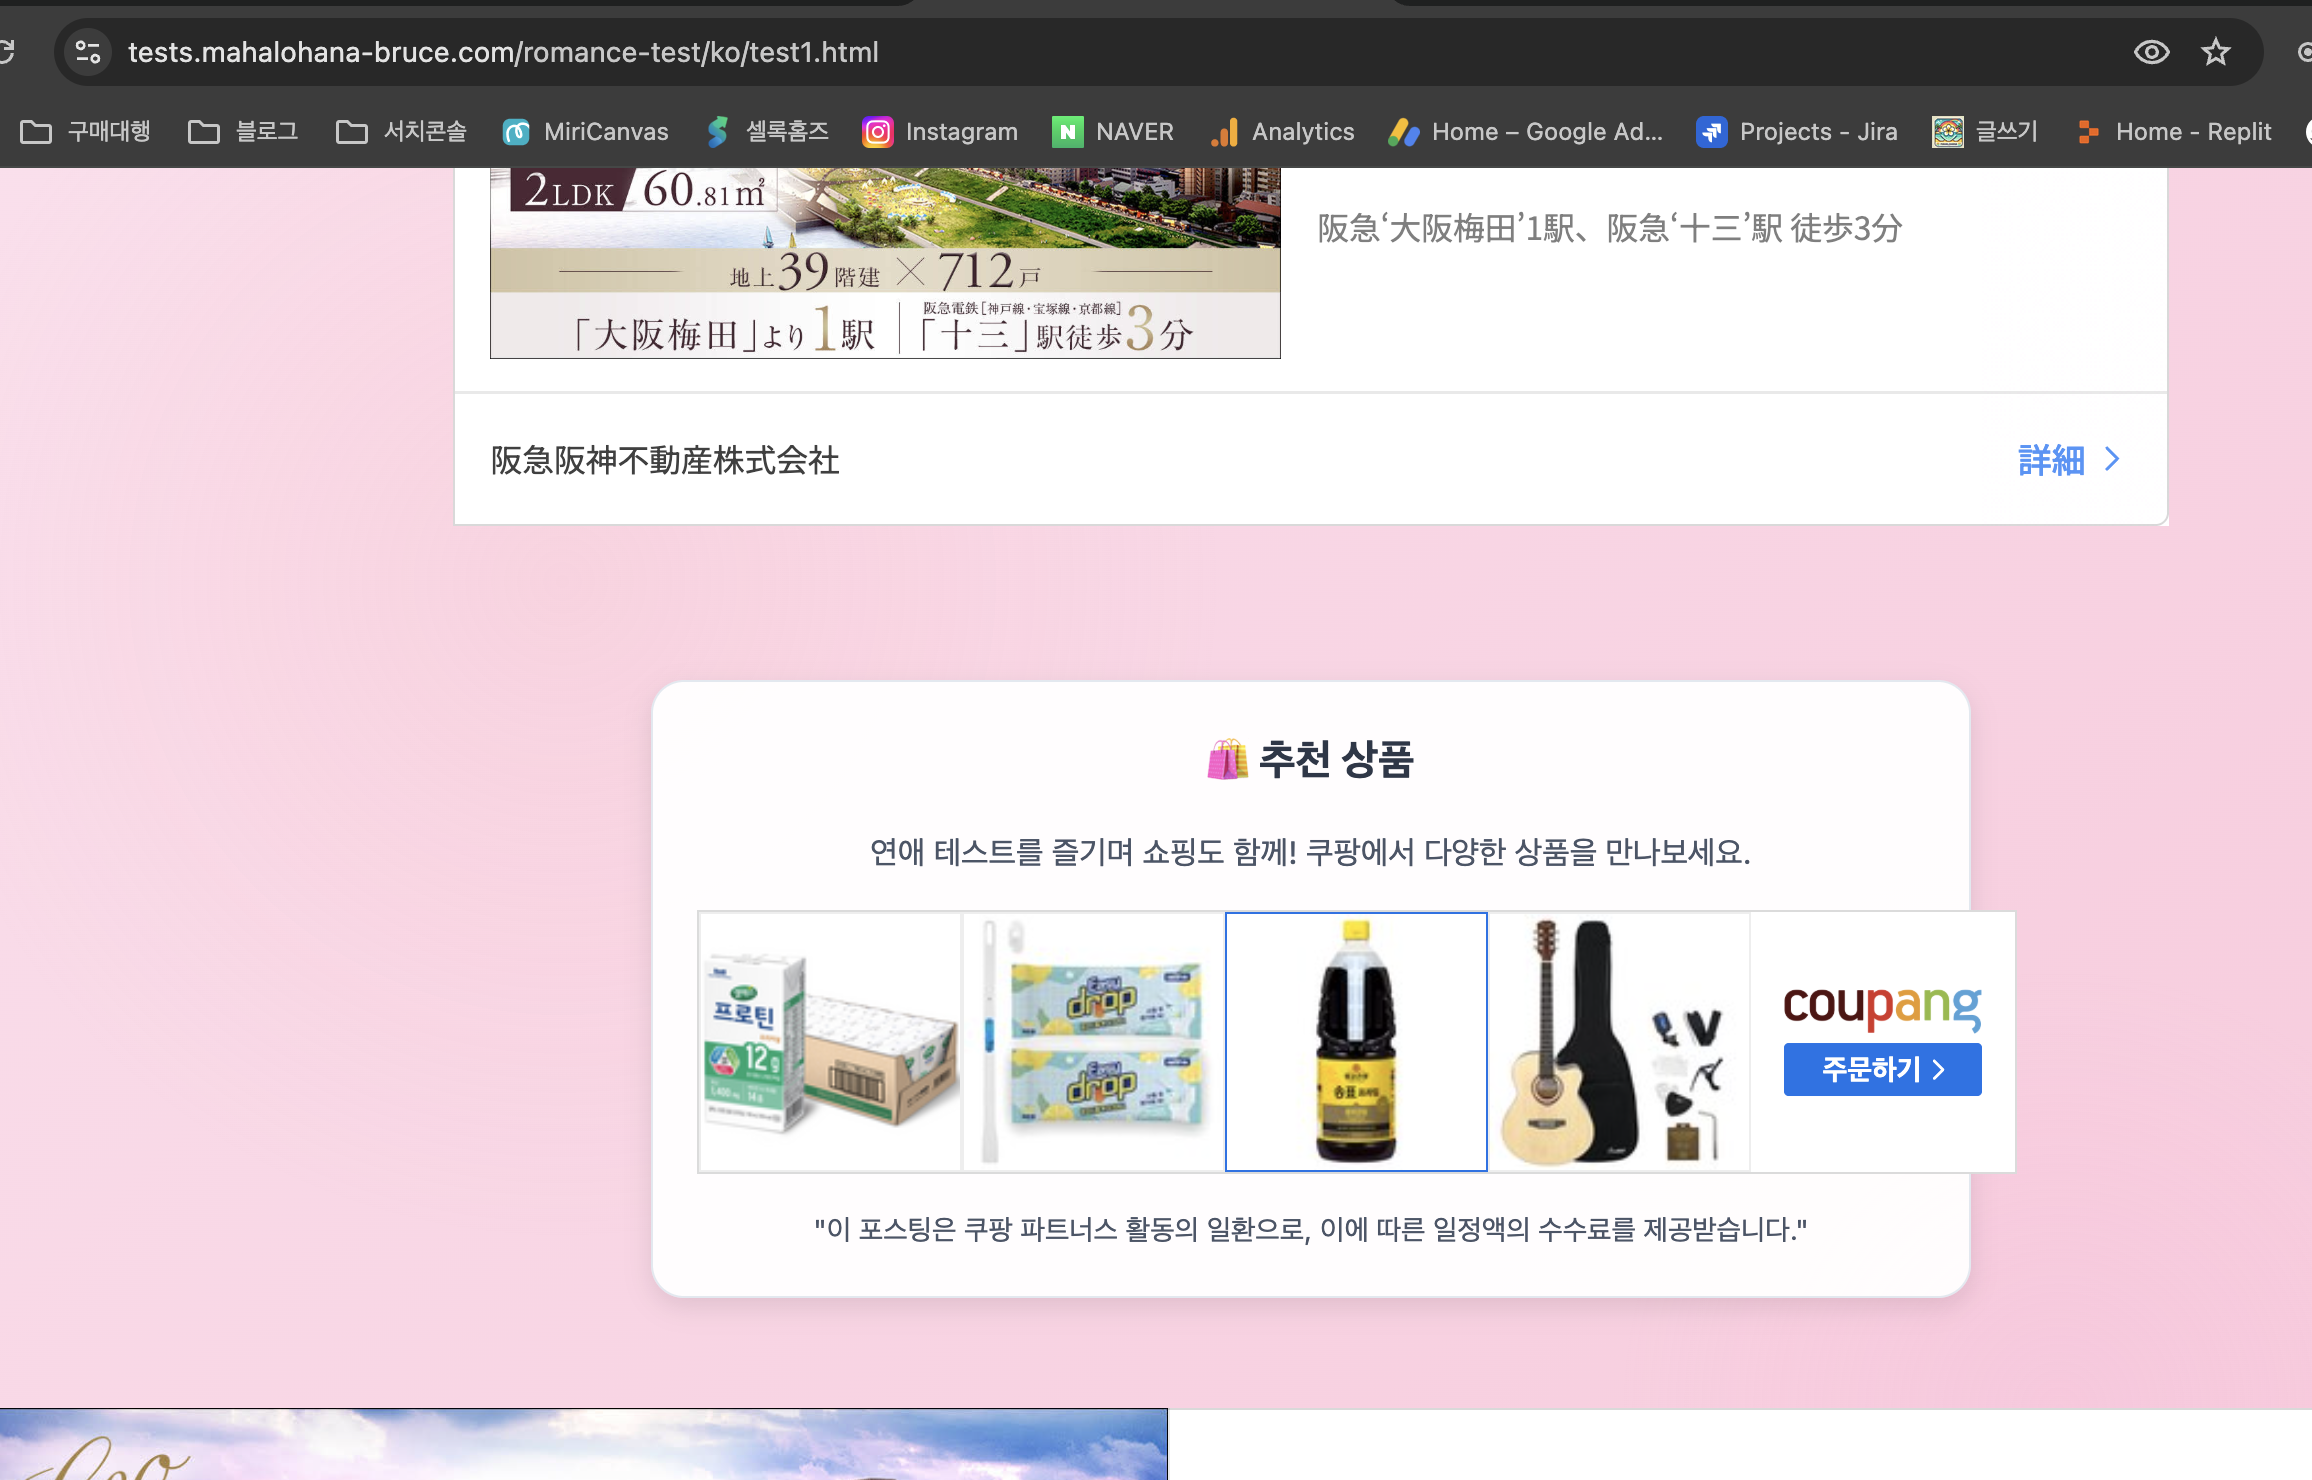 tests.mahalohana-bruce.com/romance-test/ko/test1.html
구매대행 블로그 서치콘솔 MiriCanvas 셀록홈즈 Instagram NAVER Analytics Home – Google Ad... Projects - Jira 글쓰기 Home - Replit
2LDK 60.81m²
阪急‘大阪梅田’1駅、阪急‘十三’駅 徒歩3分
地上39階建×712戸
阪急電鉄[神戸線・宝塚線・京都線]
「大阪梅田」より1駅 「十三」駅徒歩3分
阪急阪神不動産株式会社
詳細
추천 상품
연애 테스트를 즐기며 쇼핑도 함께! 쿠팡에서 다양한 상품을 만나보세요.
프로틴
12g
Easy drop
Easy drop
송표
coupang
주문하기
"이 포스팅은 쿠팡 파트너스 활동의 일환으로, 이에 따른 일정액의 수수료를 제공받습니다."